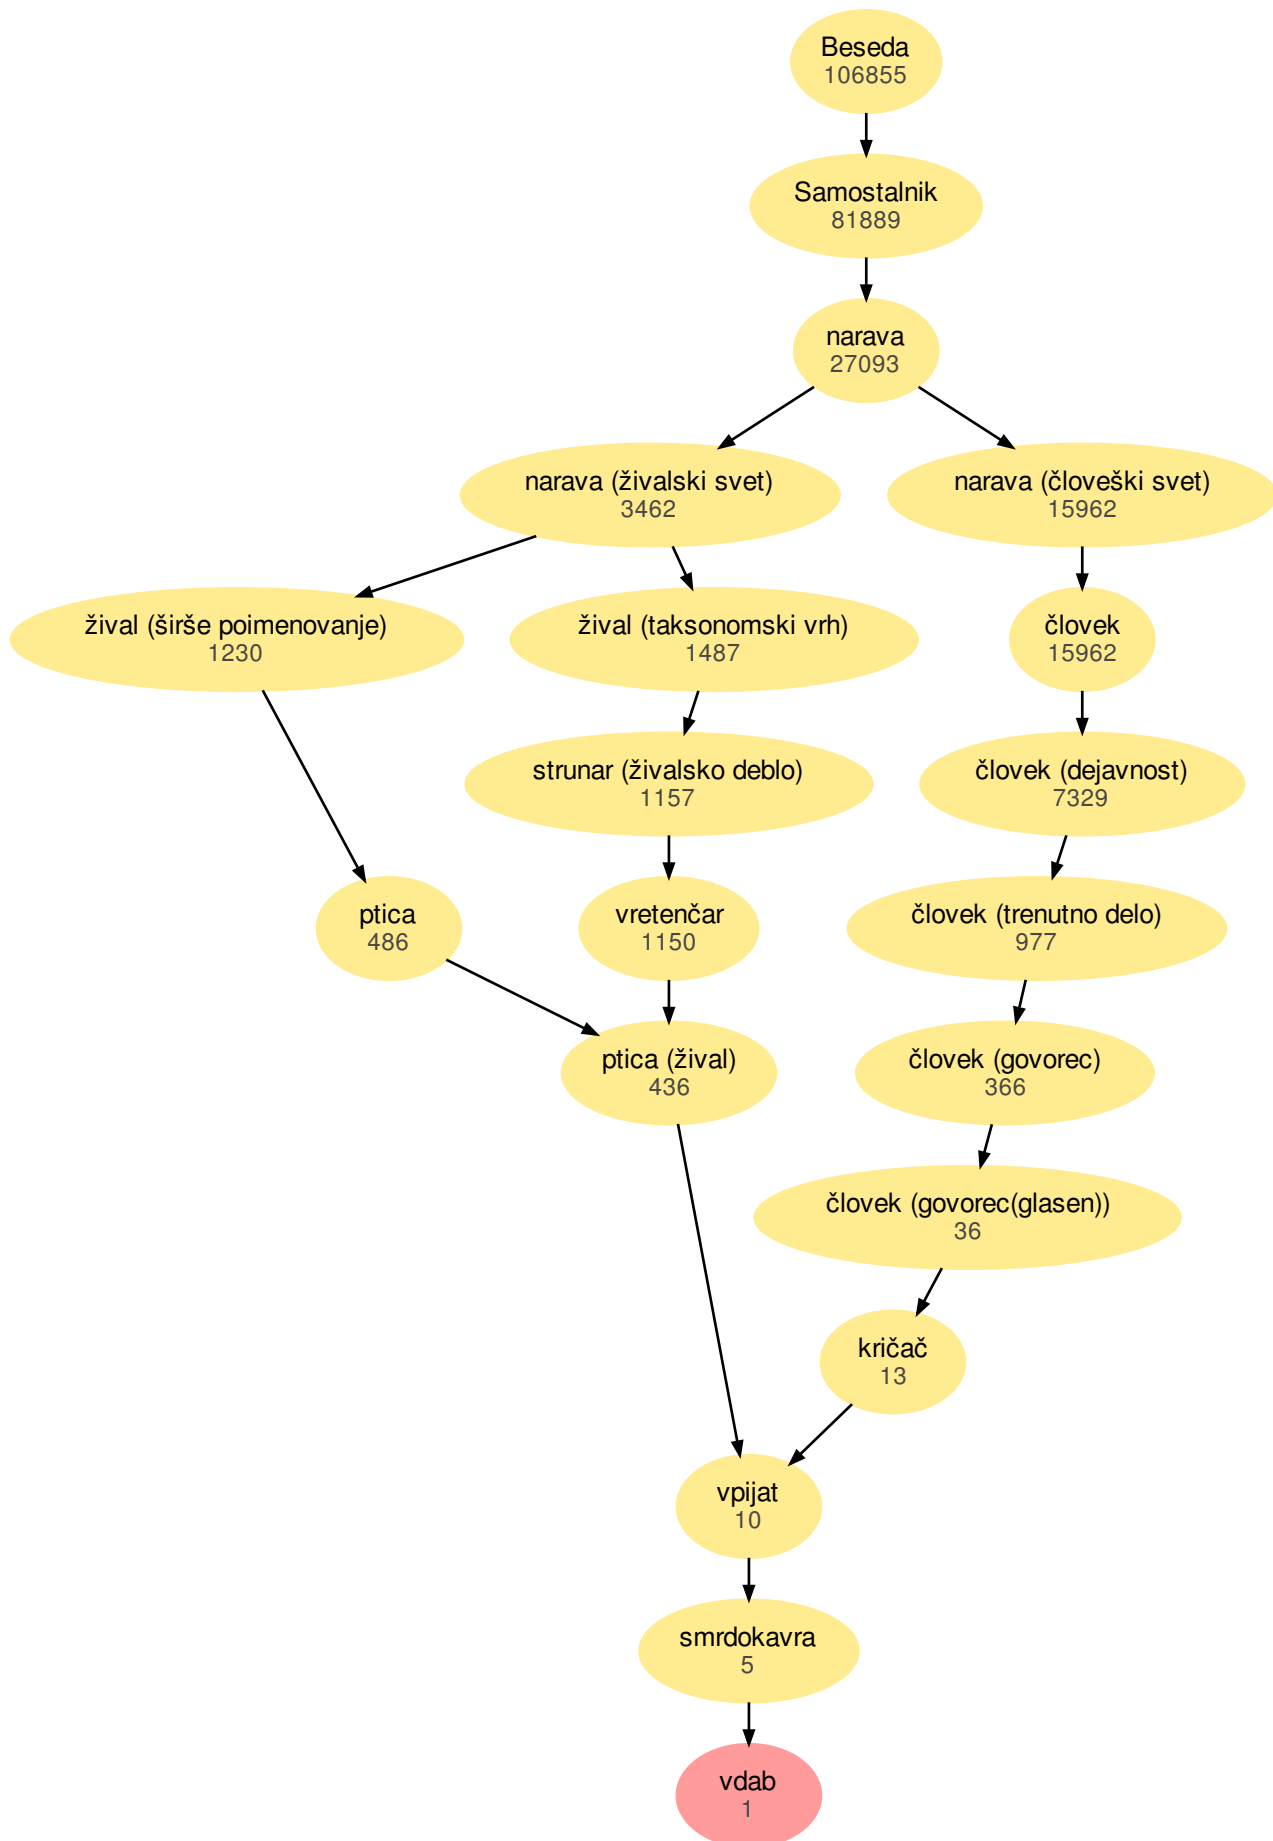 Beseda
106855
Samostalnik
81889
narava
27093
narava (živalski svet)
3462
narava (človeški svet)
15962
žival (širše poimenovanje)
1230
žival (taksonomski vrh)
1487
človek
15962
strunar (živalsko deblo)
1157
človek (dejavnost)
7329
ptica
486
vretenčar
1150
človek (trenutno delo)
977
ptica (žival)
436
človek (govorec)
366
človek (govorec(glasen))
36
kričač
13
vpijat
10
smrdokavra
5
vdab
1